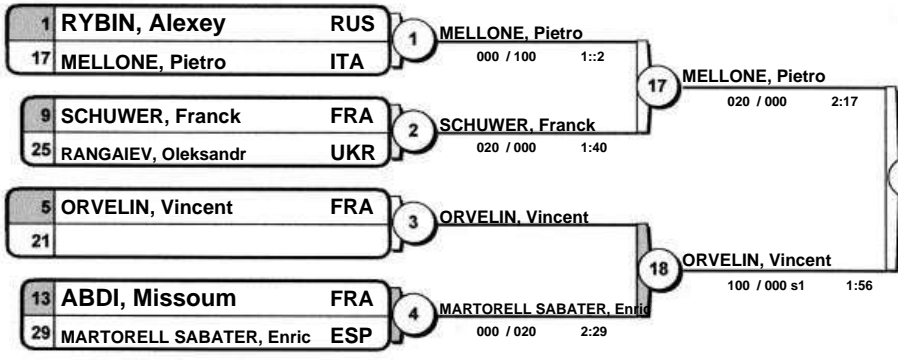 1 RYBIN, Alexey RUS
17 MELLONE, Pietro ITA
1
MELLONE, Pietro
000 / 100 1::2
9 SCHUWER, Franck FRA
25 RANGAIEV, Oleksandr UKR
2
SCHUWER, Franck
020 / 000 1:40
17
MELLONE, Pietro
020 / 000 2:17
5 ORVELIN, Vincent FRA
21
3
ORVELIN, Vincent
13 ABDI, Missoum FRA
29 MARTORELL SABATER, Enric ESP
4
MARTORELL SABATER, Enric
000 / 020 2:29
18
ORVELIN, Vincent
100 / 000 s1 1:56